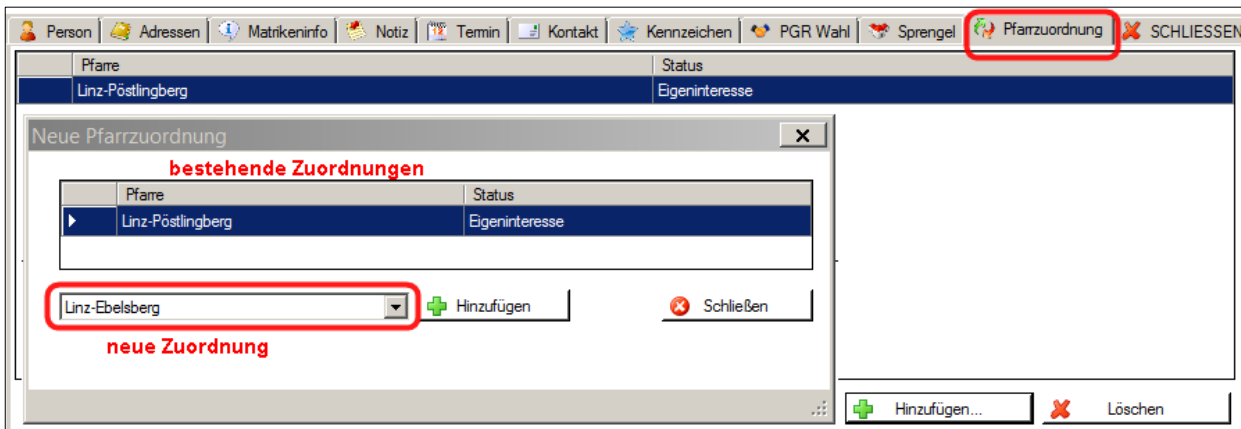 Person Adressen Matrikeninfo Notiz Termin Kontakt Kennzeichen PGR Wahl Sprengel Pfarrzuordnung SCHLIESSEN
Pfarre Status
Linz-Pöstlingberg Eigeninteresse
Neue Pfarrzuordnung
bestehende Zuordnungen
Pfarre Status
Linz-Pöstlingberg Eigeninteresse
Linz-Ebelsberg Hinzufügen Schließen
neue Zuordnung
Hinzufügen... Löschen